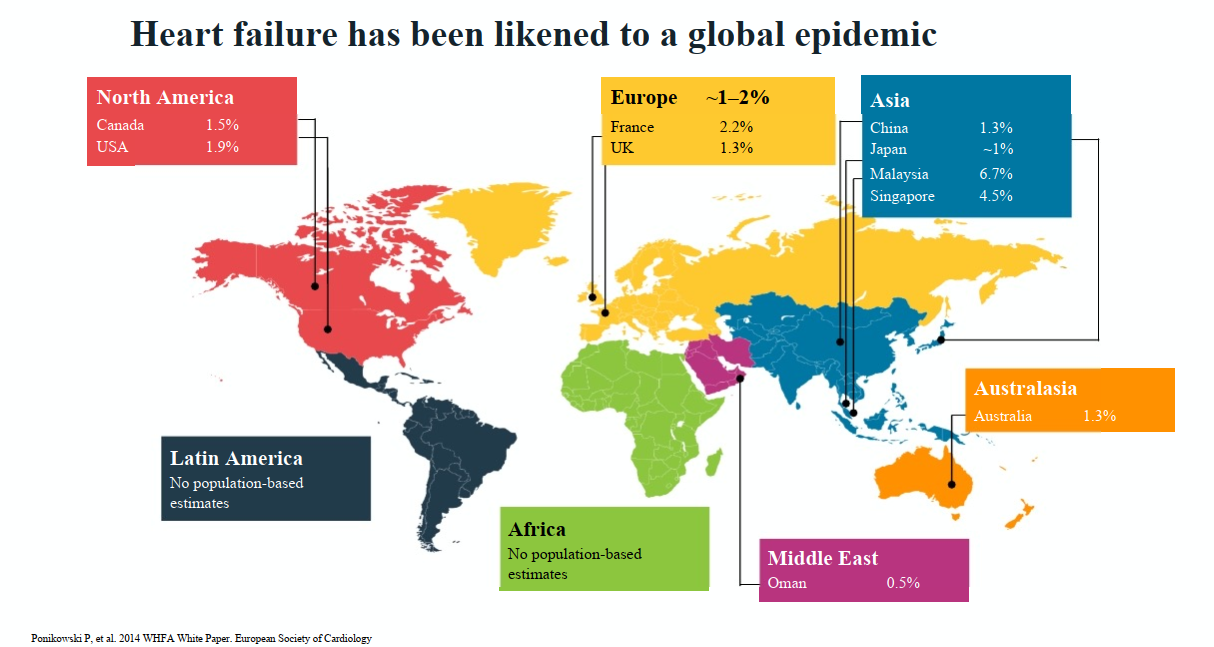 Heart failure has been likened to a global epidemic
North America
Canada 1.5%
USA 1.9%
Europe ~1–2%
France 2.2%
UK 1.3%
Asia
China 1.3%
Japan ~1%
Malaysia 6.7%
Singapore 4.5%
Australasia
Australia 1.3%
Latin America
No population-based
estimates
Africa
No population-based
estimates
Middle East
Oman 0.5%
Ponikowski P, et al. 2014 WHFA White Paper. European Society of Cardiology